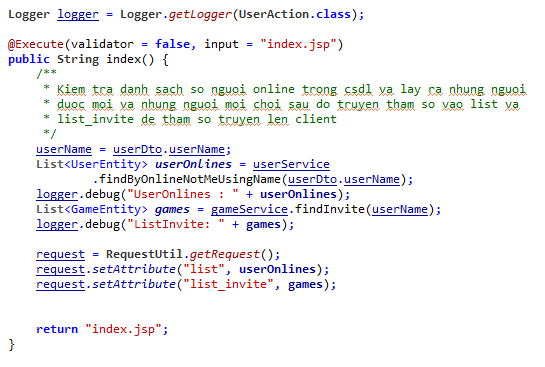 Logger logger = Logger.getLogger(UserAction.class);
@Execute(validator = false, input = "index.jsp")
public String index() {
/**
* Kiem tra danh sach so nguoi online trong csdl va lay ra nhung nguoi
* duoc moi va nhung nguoi moi choi sau do truyen tham so vao list va
* list_invite de tham so truyen len client
*/
userName = userDto.userName;
List<UserEntity> userOnlines = userService
.findByOnlineNotMeUsingName(userDto.userName);
logger.debug("UserOnlines : " + userOnlines);
List<GameEntity> games = gameService.findInvite(userName);
logger.debug("ListInvite: " + games);
request = RequestUtil.getRequest();
request.setAttribute("list", userOnlines);
request.setAttribute("list_invite", games);
return "index.jsp";
}